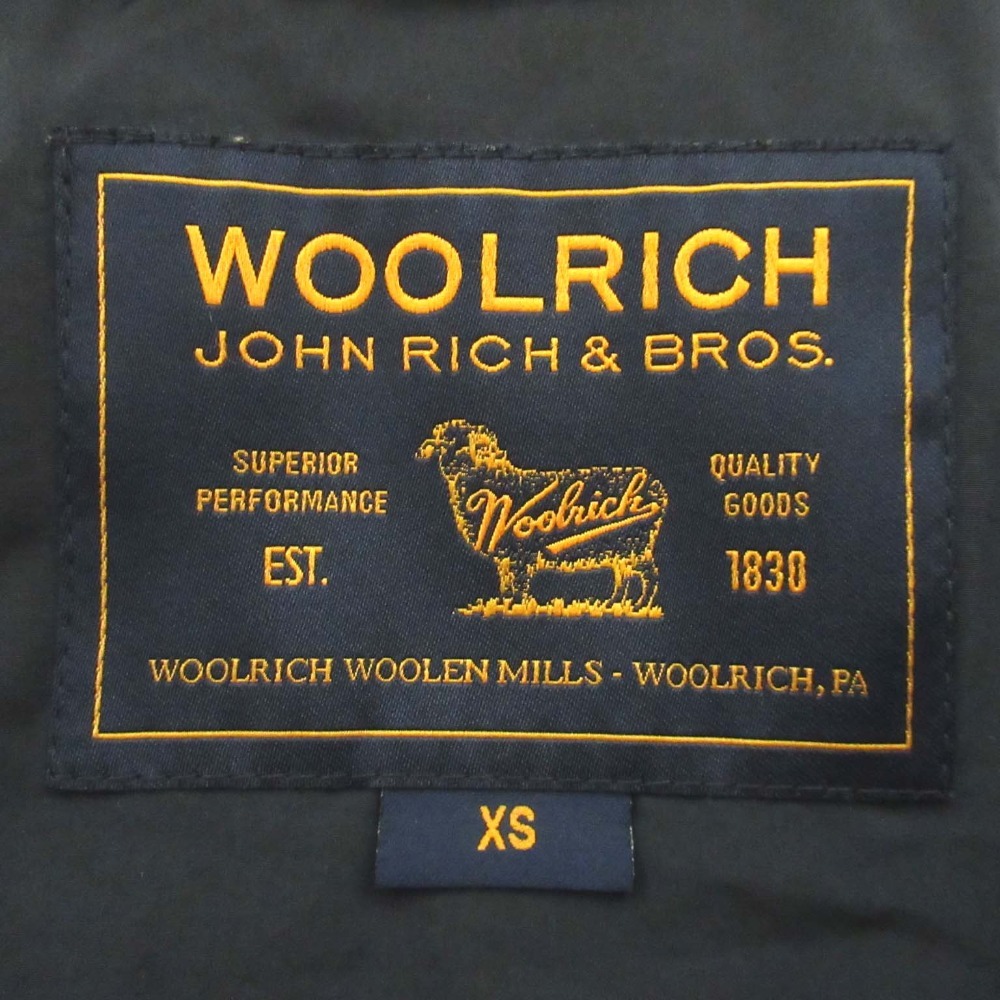 WOOLRICH
JOHN RICH & BROS.
SUPERIOR
PERFORMANCE
EST.
Woolrich
QUALITY
GOODS
1830
WOOLRICH WOOLEN MILLS - WOOLRICH, PA
XS